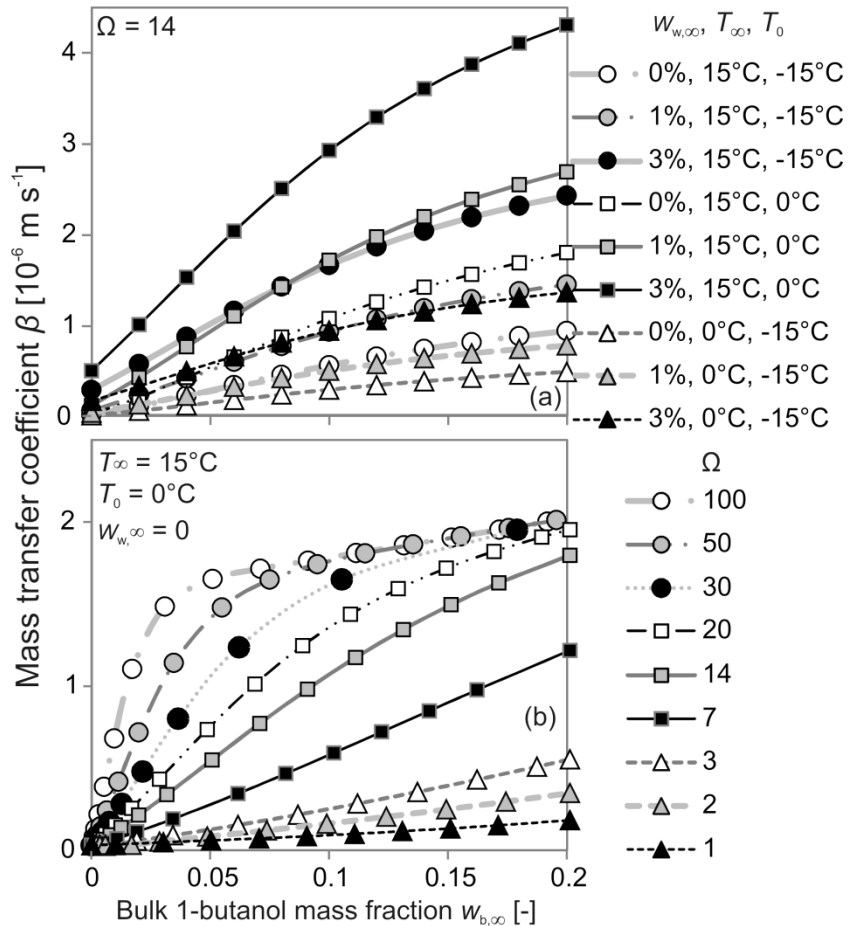 Ω = 14
w_w,∞, T_∞, T_0
0%, 15°C, -15°C
1%, 15°C, -15°C
3%, 15°C, -15°C
0%, 15°C, 0°C
1%, 15°C, 0°C
3%, 15°C, 0°C
0%, 0°C, -15°C
1%, 0°C, -15°C
3%, 0°C, -15°C
4
3
2
1
0
(a)
Mass transfer coefficient β [10⁻⁶ m s⁻¹]
T∞ = 15°C
T_0 = 0°C
w_w,∞ = 0
2
1
0
(b)
Ω
100
50
30
20
14
7
3
2
1
0 0.05 0.1 0.15 0.2
Bulk 1-butanol mass fraction w_b,∞ [-]